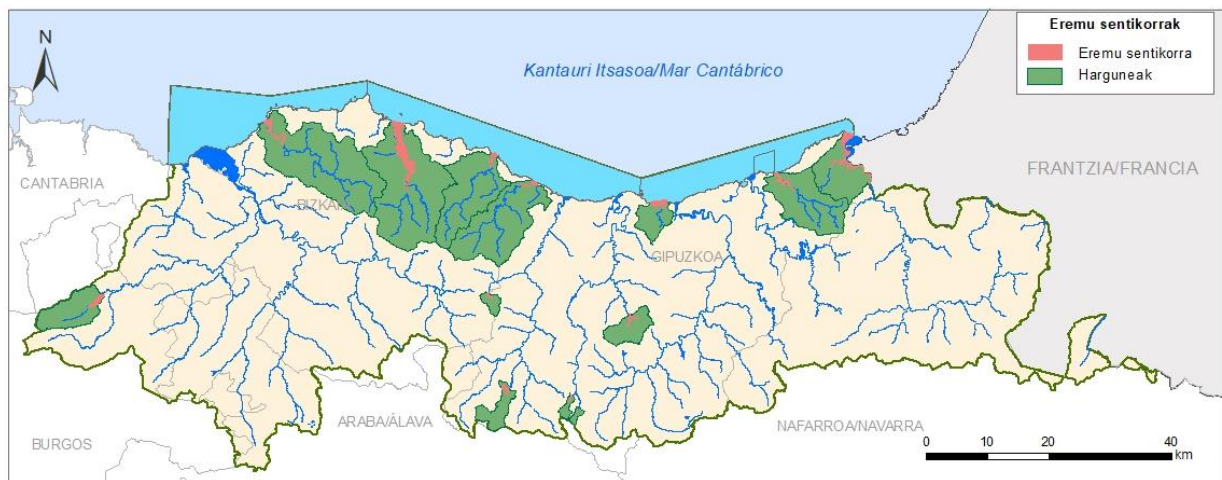 Eremu sentikorrak
Eremu sentikorra
Harguneak
N
Kantauri Itsasoa/Mar Cantábrico
CANTABRIA
FRANTZIA/FRANCIA
BIZKAI
GIPUZKOA
ARABA/ÁLAVA
NAFARROA/NAVARRA
BURGOS
0 10 20 40
km